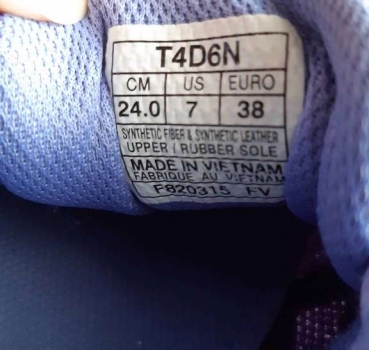 T4D6N
CM US EURO
24.0 7 38
SYNTHETIC FIBER & SYNTHETIC LEATHER
UPPER / RUBBER SOLE
MADE IN VIETNAM
FABRIQUE AU VIETNAM
F820315 FV